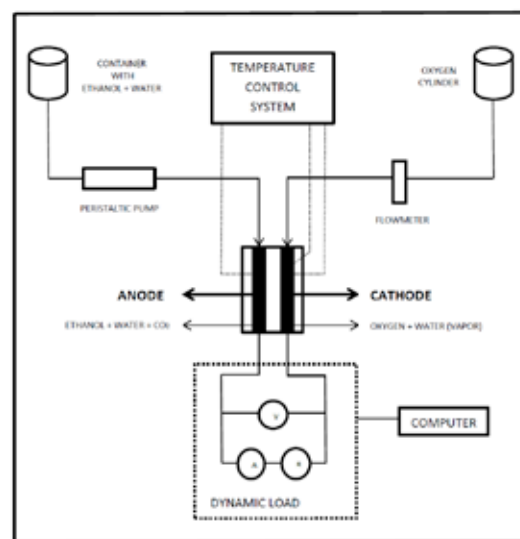 CONTAINER
WITH
ETHANOL + WATER
TEMPERATURE
CONTROL
SYSTEM
OXYGEN
CYLINDER
PERISTALTIC PUMP
FLOWMETER
ANODE
CATHODE
ETHANOL + WATER + CO₂
OXYGEN + WATER (VAPOR)
V
A
COMPUTER
DYNAMIC LOAD